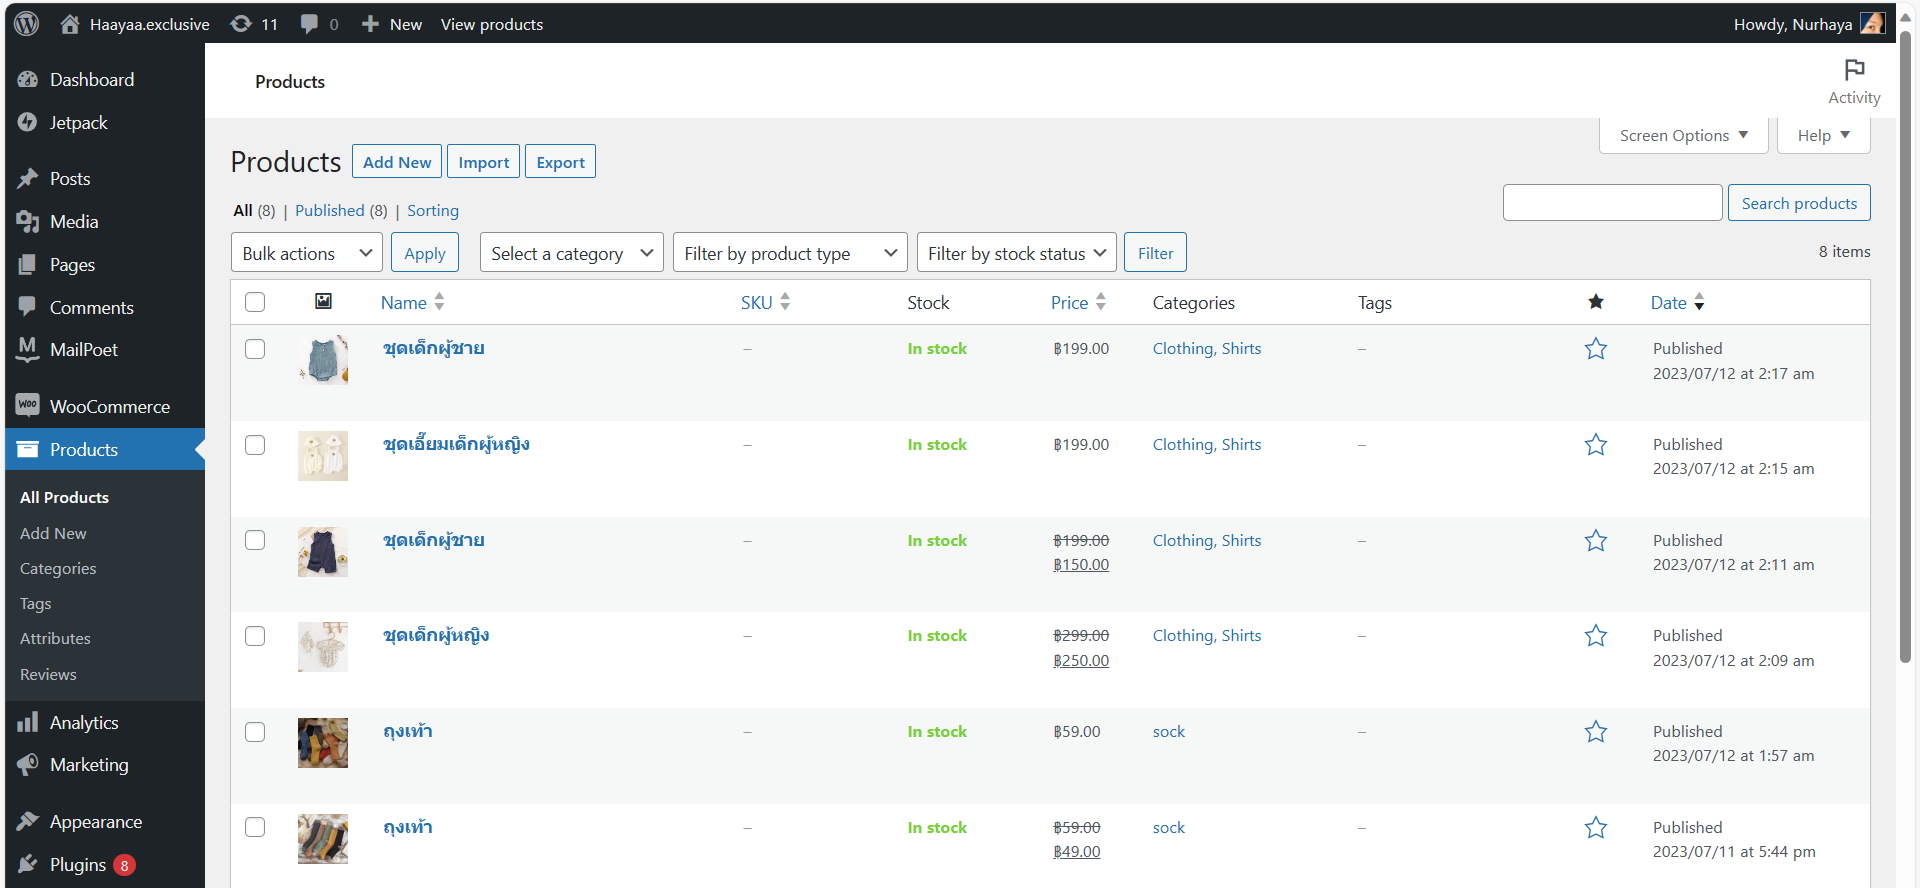 Haayaa.exclusive 11 0 New View products Howdy, Nurhaya
Dashboard
Jetpack
Posts
Media
Pages
Comments
MailPoet
WooCommerce
Products
All Products
Add New
Categories
Tags
Attributes
Reviews
Analytics
Marketing
Appearance
Plugins 8
Products
Activity
Screen Options Help
Products Add New Import Export
Search products
All (8) | Published (8) | Sorting
Bulk actions Apply Select a category Filter by product type Filter by stock status Filter 8 items
Name SKU Stock Price Categories Tags Date
ชุดเด็กผู้ชาย – In stock ฿199.00 Clothing, Shirts – Published
2023/07/12 at 2:17 am
ชุดเอี๊ยมเด็กผู้หญิง – In stock ฿199.00 Clothing, Shirts – Published
2023/07/12 at 2:15 am
ชุดเด็กผู้ชาย – In stock ฿199.00 Clothing, Shirts – Published
฿150.00 2023/07/12 at 2:11 am
ชุดเด็กผู้หญิง – In stock ฿299.00 Clothing, Shirts – Published
฿250.00 2023/07/12 at 2:09 am
ถุงเท้า – In stock ฿59.00 sock – Published
2023/07/12 at 1:57 am
ถุงเท้า – In stock ฿59.00 sock – Published
฿49.00 2023/07/11 at 5:44 pm